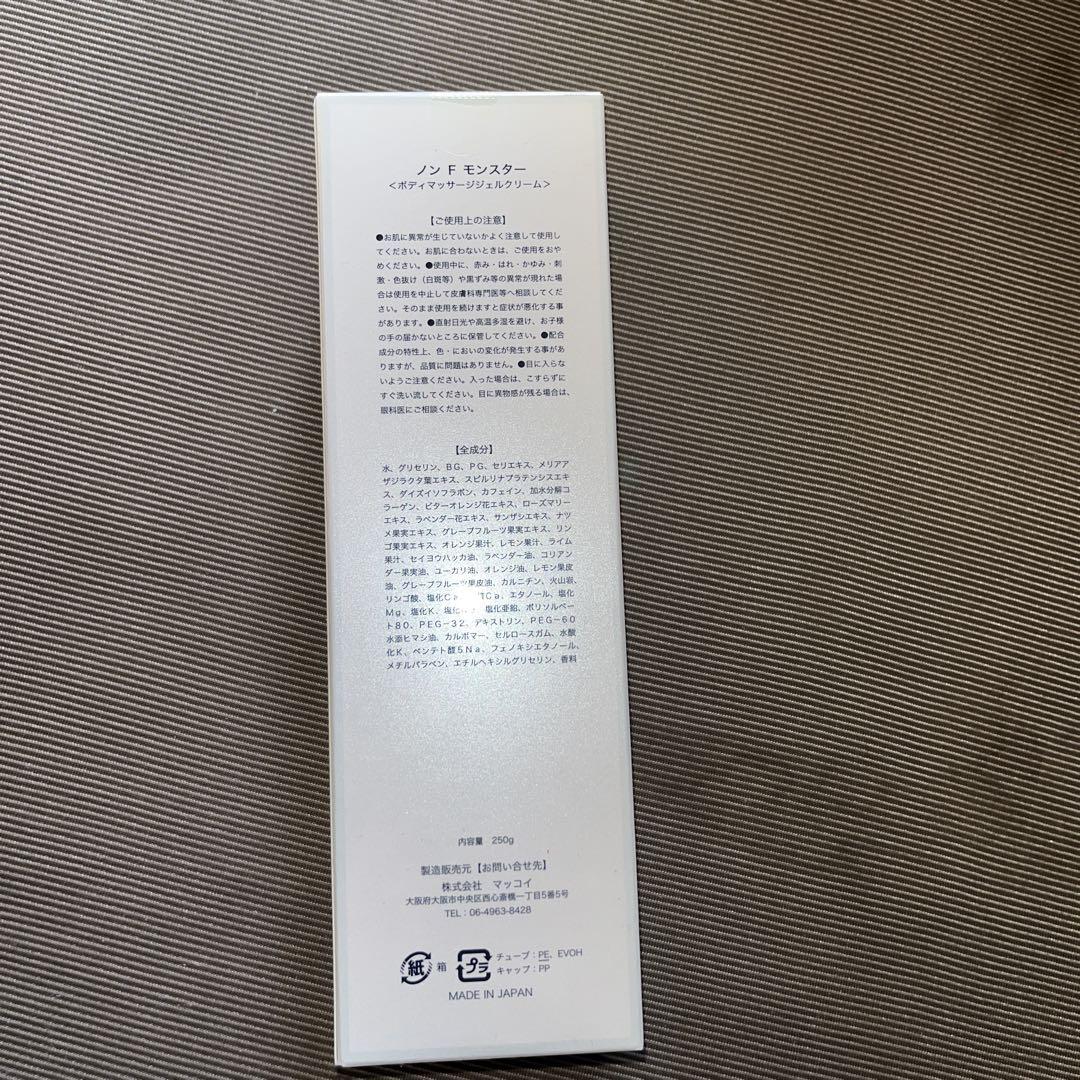 ノン F モンスター
＜ボディマッサージジェルクリーム＞
【ご使用上の注意】
●お肌に異常が生じていないかよく注意して使用し
てください。お肌に合わないときは、ご使用をおや
めください。●使用中に、赤み・はれ・かゆみ・刺
激・色抜け（白斑等）や黒ずみ等の異常が現れた場
合は使用を中止して皮膚科専門医等へ相談してくだ
さい。そのまま使用を続けますと症状が悪化する事
があります。●直射日光や高温多湿を避け、お子様
の手の届かないところに保管してください。●配合
成分の特性上、色・においの変化が発生する事があ
りますが、品質に問題はありません。●目に入らな
いようご注意ください。入った場合は、こすらずに
すぐ洗い流してください。目に異物感が残る場合は、
眼科医にご相談ください。
【全成分】
水、グリセリン、BG、PG、セリエキス、メリアア
ザジラクタ葉エキス、スピルリナプラテンシスエキ
ス、ダイズイソフラボン、カフェイン、加水分解コ
ラーゲン、ビターオレンジ花エキス、ローズマリー
エキス、ラベンダー花エキス、サンザシエキス、ナツ
メ果実エキス、グレープフルーツ果実エキス、リン
ゴ果実エキス、オレンジ果汁、レモン果汁、ライム
果汁、セイヨウハッカ油、ラベンダー油、コリアン
ダー果実油、ユーカリ油、オレンジ油、レモン果皮
油、グレープフルーツ果皮油、カルニチン、火山岩、
リンゴ酸、塩化Ca、 TCa、エタノール、塩化
Mg、塩化K、塩化 、塩化亜鉛、ポリソルベー
ト80、PEG-32、 キストリン、PEG-60
水添ヒマシ油、カルボマー、セルロースガム、水酸
化K、ペンテト酸5Na、フェノキシエタノール、
メチルパラベン、エチルヘキシルグリセリン、香料
内容量 250g
製造販売元【お問い合せ先】
株式会社 マッコイ
大阪府大阪市中央区西心斎橋一丁目5番5号
TEL：06-4963-8428
紙 箱 プラ チューブ：PE、EVOH
キャップ：PP
MADE IN JAPAN